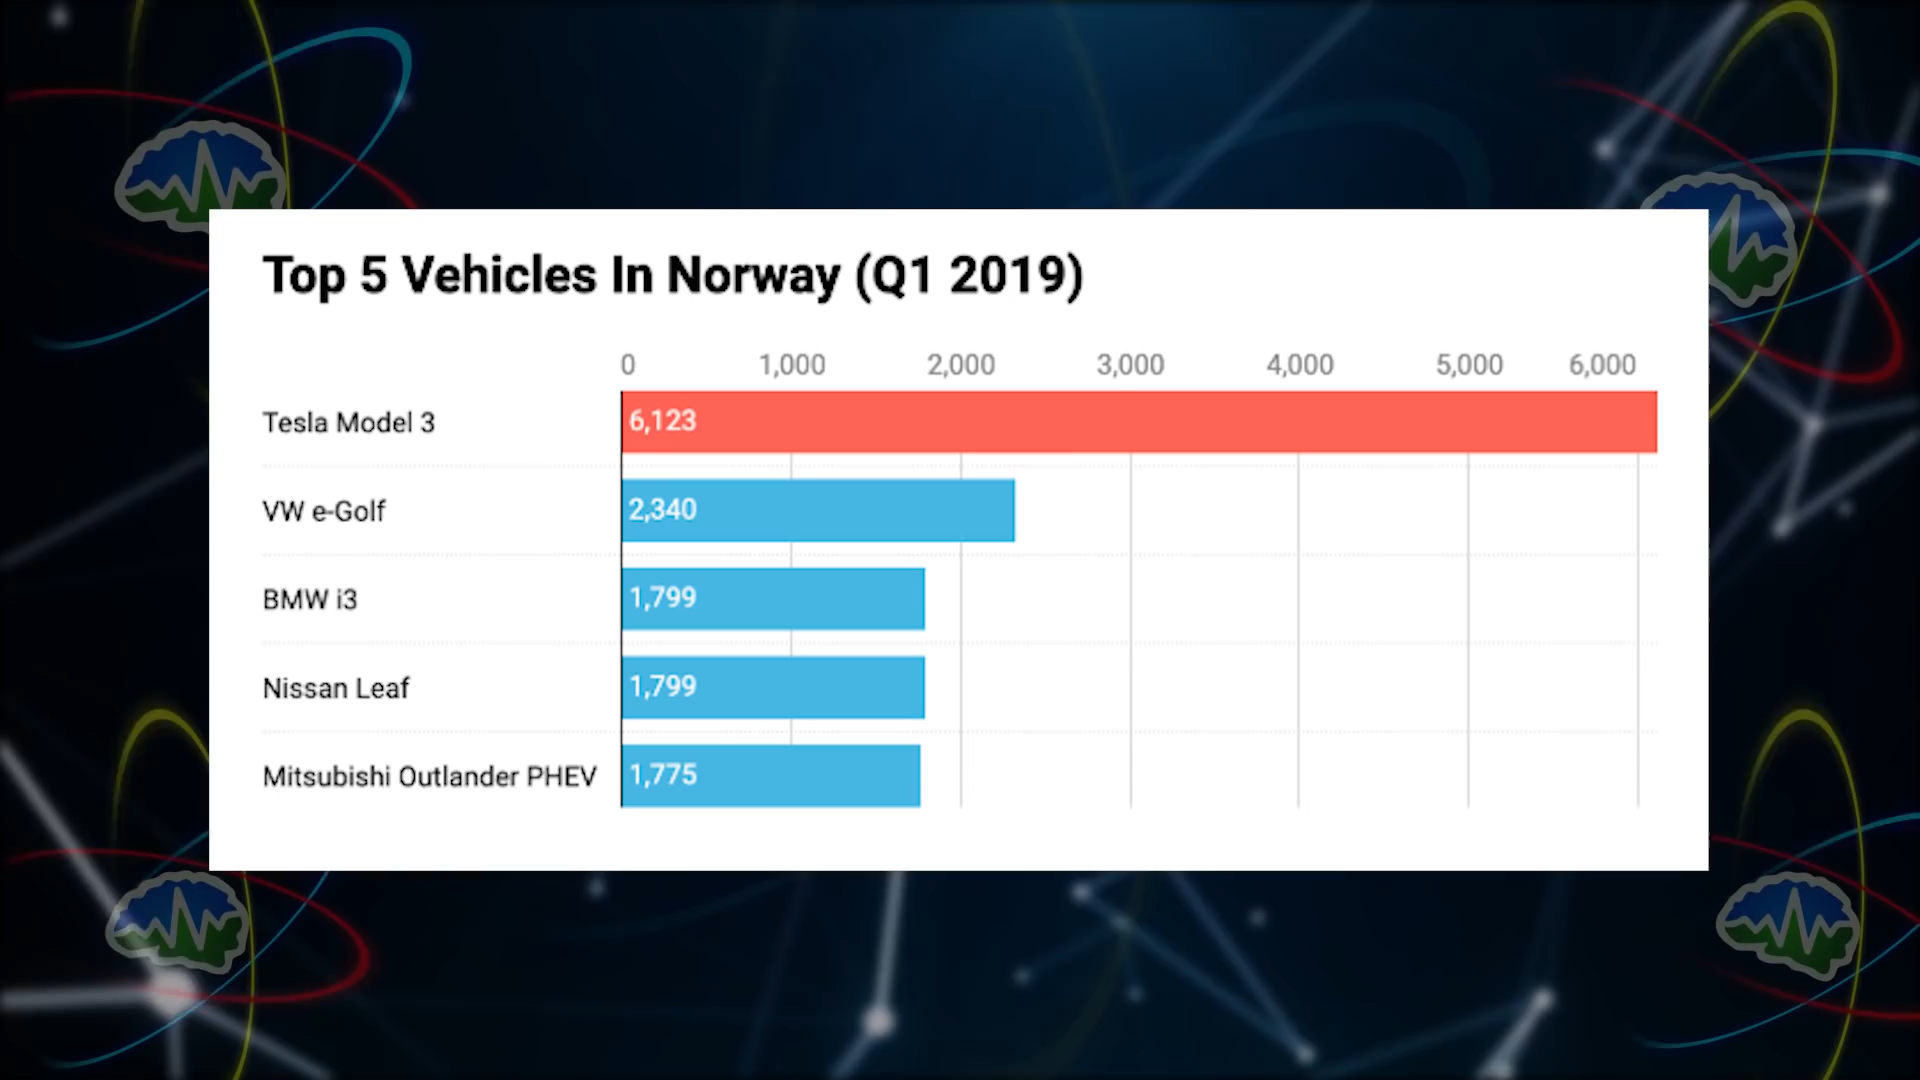 Top 5 Vehicles In Norway (Q1 2019)
0 1,000 2,000 3,000 4,000 5,000 6,000
Tesla Model 3 6,123
VW e-Golf 2,340
BMW i3 1,799
Nissan Leaf 1,799
Mitsubishi Outlander PHEV 1,775